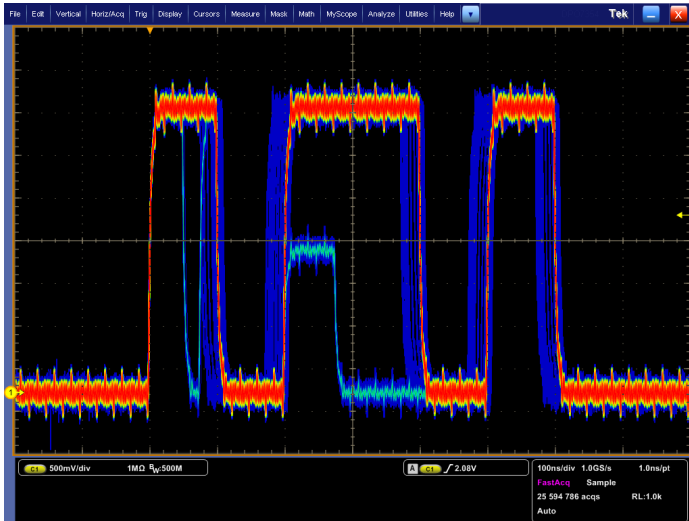 File Edit Vertical Horiz/Acq Trig Display Cursors Measure Mask Math MyScope Analyze Utilities Help Tek X
1
C1 500mV/div 1MΩ BW:500M
A C1 2.08V
100ns/div 1.0GS/s 1.0ns/pt
FastAcq Sample
25 594 786 acqs RL:1.0k
Auto